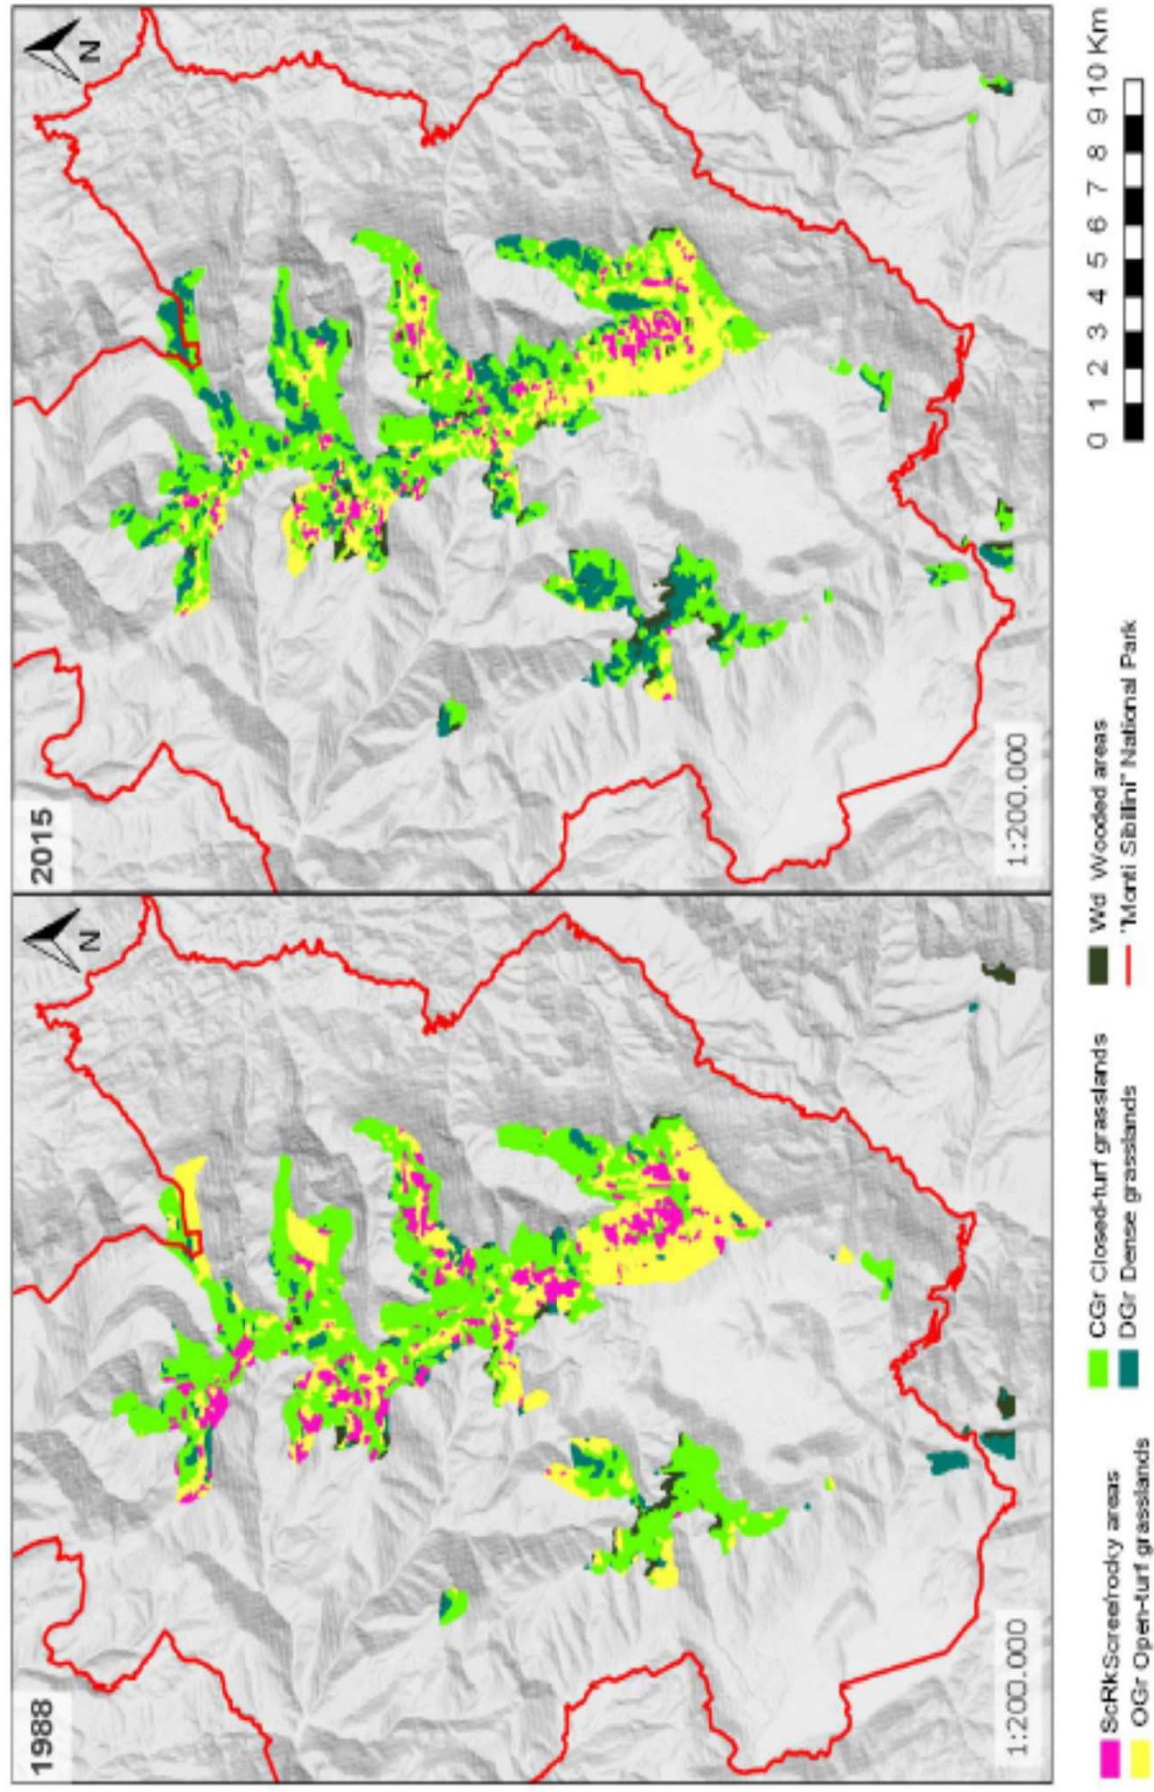 1988
N
1:200.000
2015
N
1:200.000
ScRk Scree/rocky areas
OGr Open-turf grasslands
CGr Closed-turf grasslands
DGr Dense grasslands
Wd Wooded areas
"Monti Sibillini" National Park
0 1 2 3 4 5 6 7 8 9 10 Km